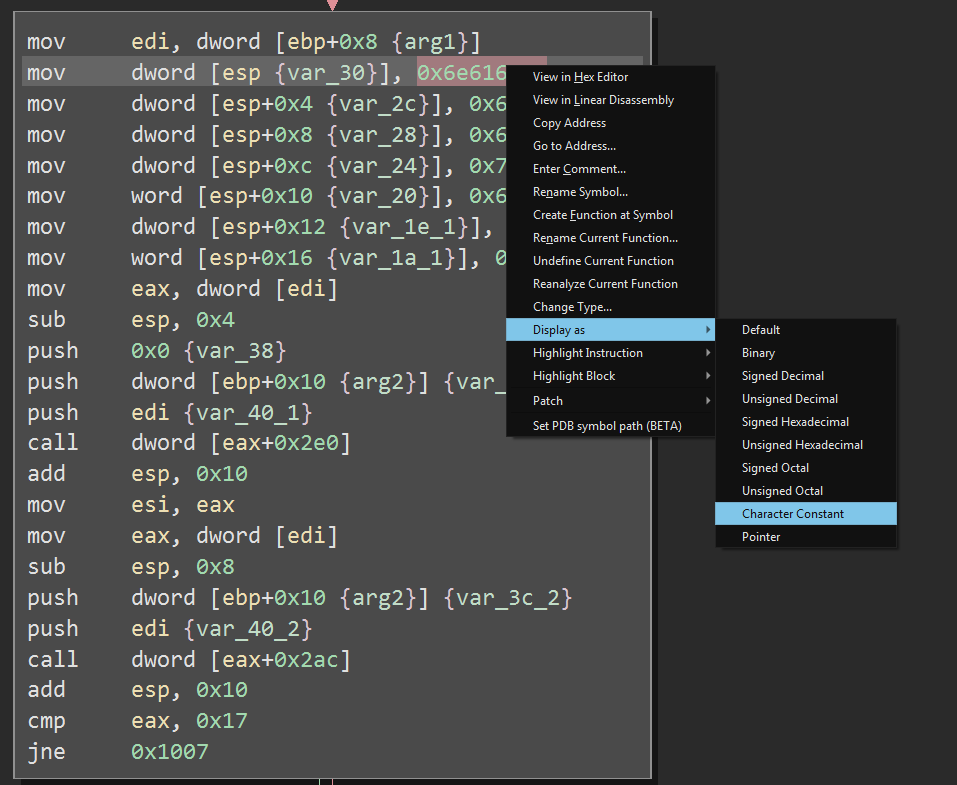 mov edi, dword [ebp+0x8 {arg1}]
mov dword [esp {var_30}], 0x6e616
mov dword [esp+0x4 {var_2c}], 0x6
mov dword [esp+0x8 {var_28}], 0x6
mov dword [esp+0xc {var_24}], 0x7
mov word [esp+0x10 {var_20}], 0x6
mov dword [esp+0x12 {var_1e_1}],
mov word [esp+0x16 {var_1a_1}], 0
mov eax, dword [edi]
sub esp, 0x4
push 0x0 {var_38}
push dword [ebp+0x10 {arg2}] {var_
push edi {var_40_1}
call dword [eax+0x2e0]
add esp, 0x10
mov esi, eax
mov eax, dword [edi]
sub esp, 0x8
push dword [ebp+0x10 {arg2}] {var_3c_2}
push edi {var_40_2}
call dword [eax+0x2ac]
add esp, 0x10
cmp eax, 0x17
jne 0x1007
View in Hex Editor
View in Linear Disassembly
Copy Address
Go to Address...
Enter Comment...
Rename Symbol...
Create Function at Symbol
Rename Current Function...
Undefine Current Function
Reanalyze Current Function
Change Type...
Display as
Highlight Instruction
Highlight Block
Patch
Set PDB symbol path (BETA)
Default
Binary
Signed Decimal
Unsigned Decimal
Signed Hexadecimal
Unsigned Hexadecimal
Signed Octal
Unsigned Octal
Character Constant
Pointer